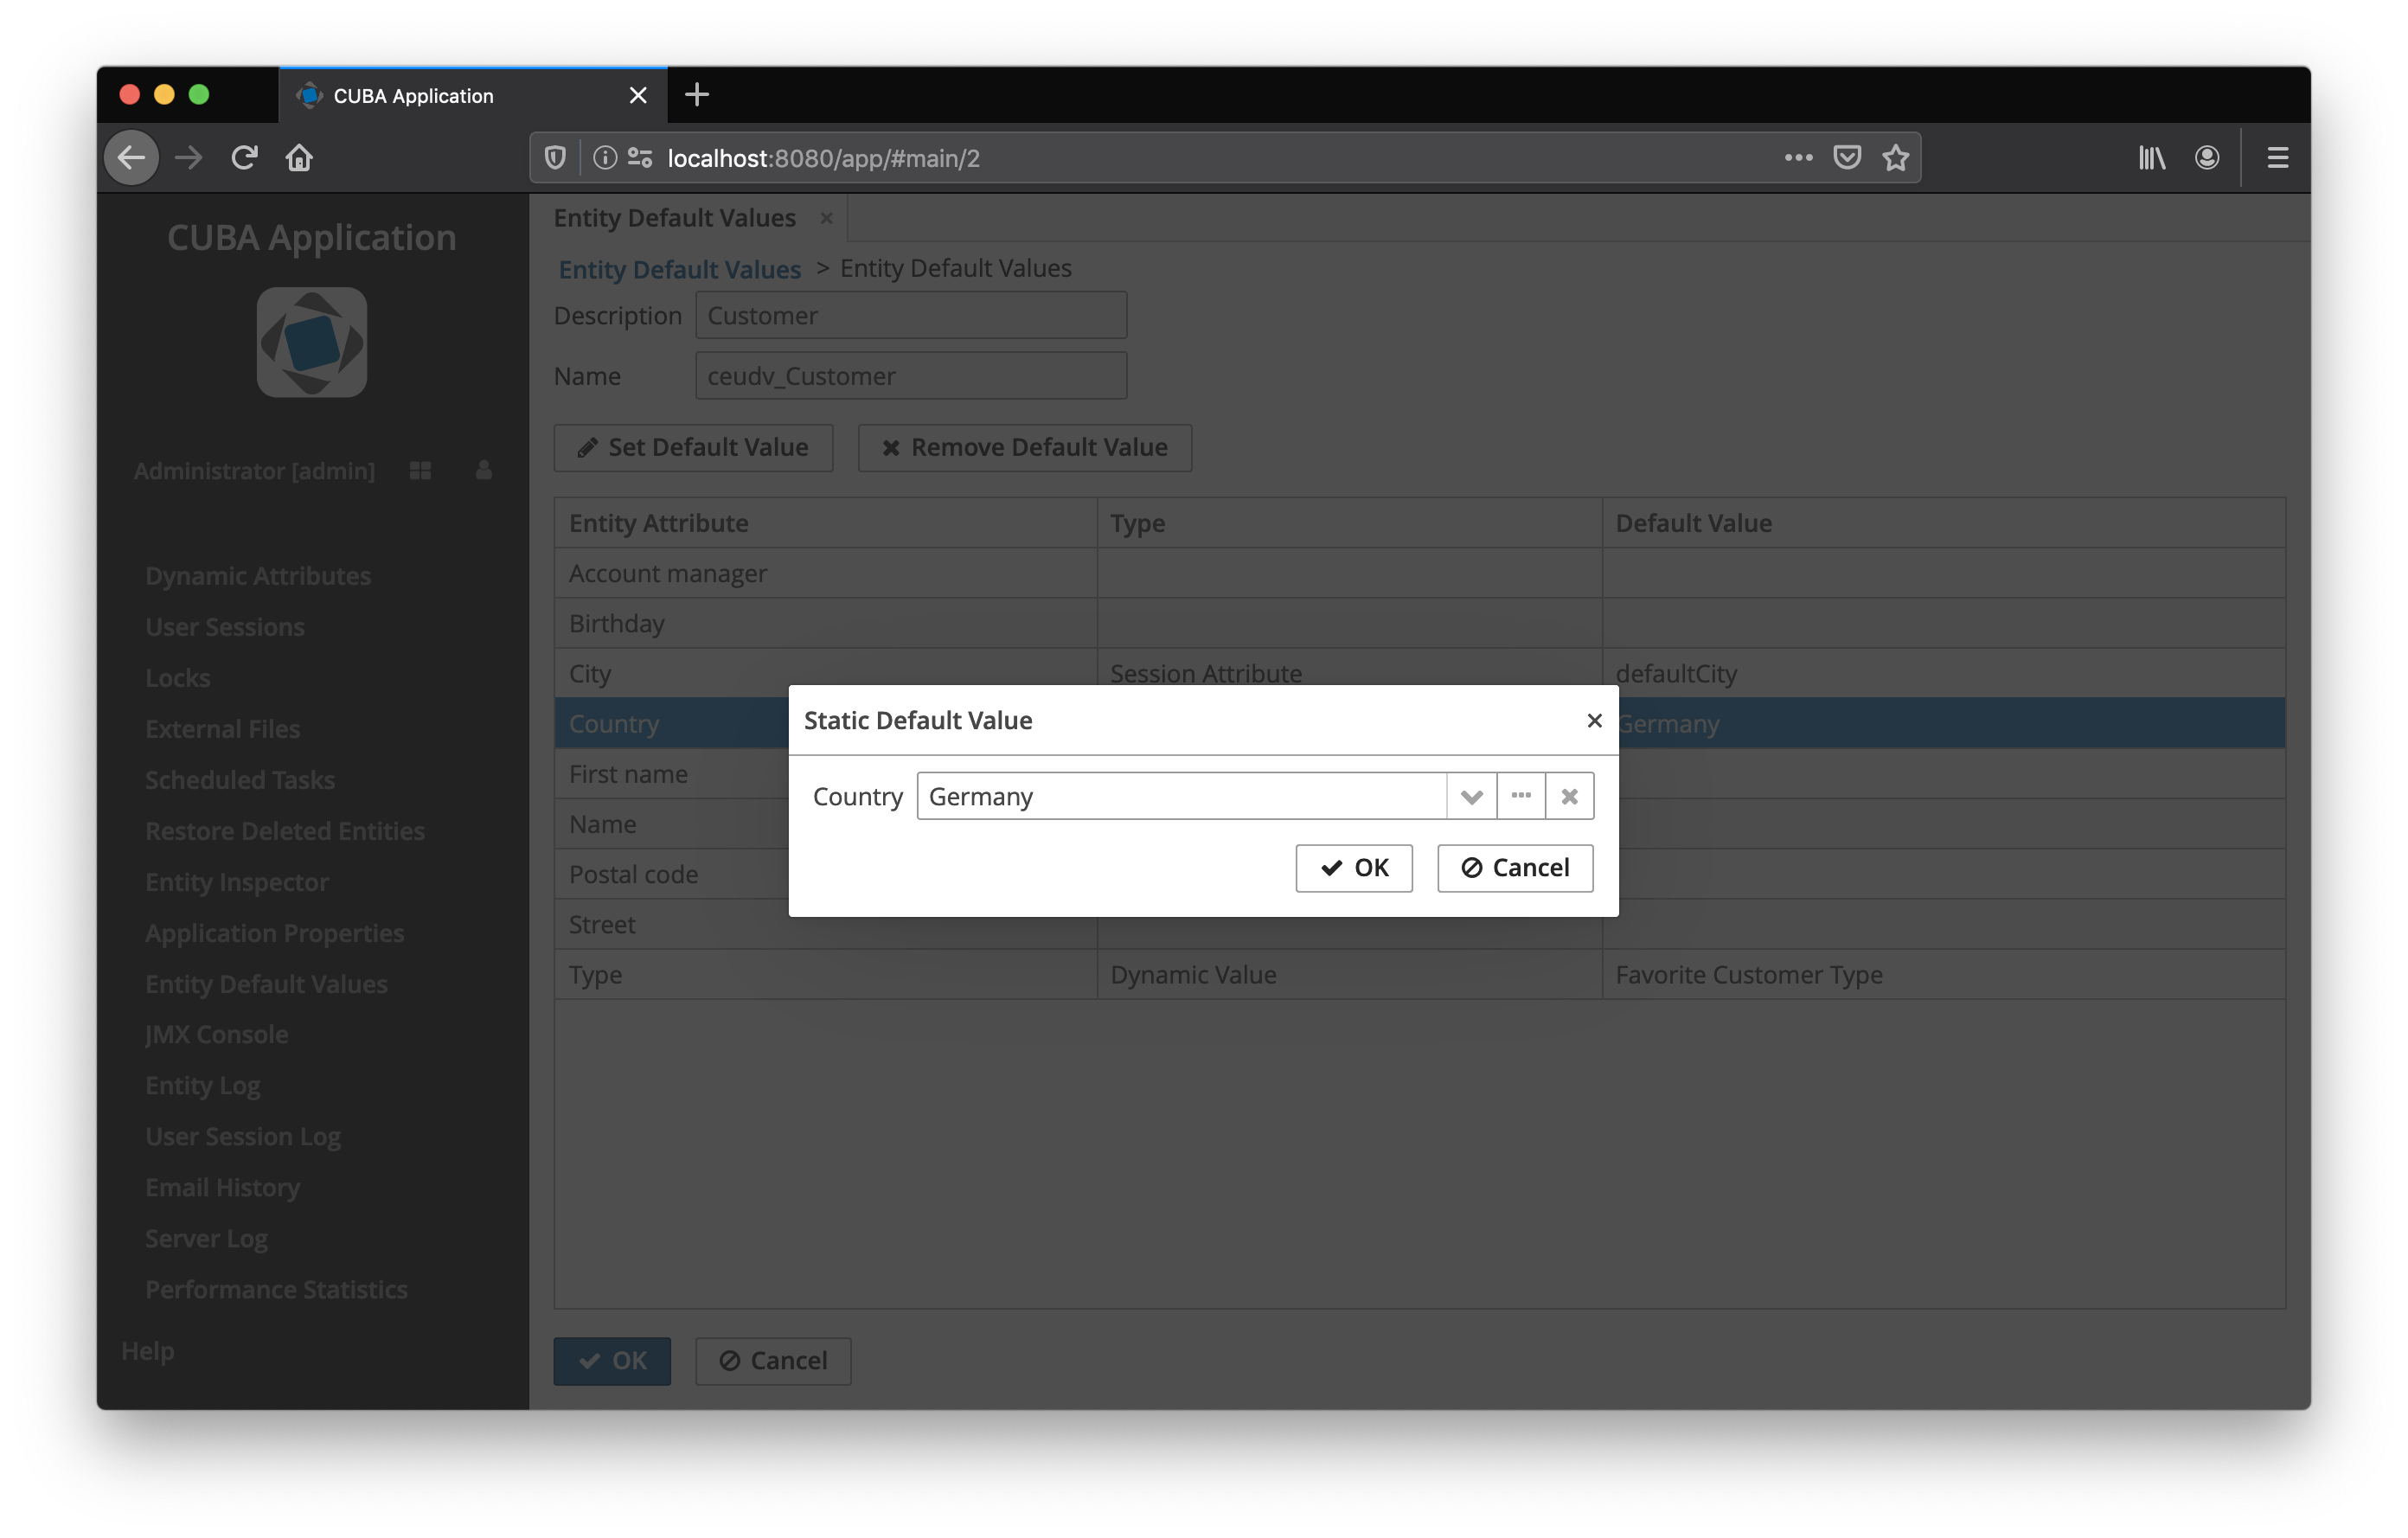 CUBA Application
localhost:8080/app/#main/2
CUBA Application
Administrator [admin]
Dynamic Attributes
User Sessions
Locks
External Files
Scheduled Tasks
Restore Deleted Entities
Entity Inspector
Application Properties
Entity Default Values
JMX Console
Entity Log
User Session Log
Email History
Server Log
Performance Statistics
Help
Entity Default Values
Entity Default Values > Entity Default Values
Description Customer
Name ceudv_Customer
Set Default Value Remove Default Value
Entity Attribute Type Default Value
Account manager
Birthday
City Session Attribute defaultCity
Country Germany
First name
Name
Postal code
Street
Type Dynamic Value Favorite Customer Type
OK Cancel
Static Default Value
Country Germany
OK Cancel